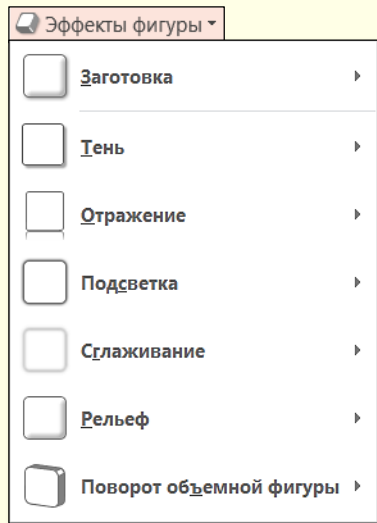 Эффекты фигуры
Заготовка
Тень
Отражение
Подсветка
Сглаживание
Рельеф
Поворот объемной фигуры